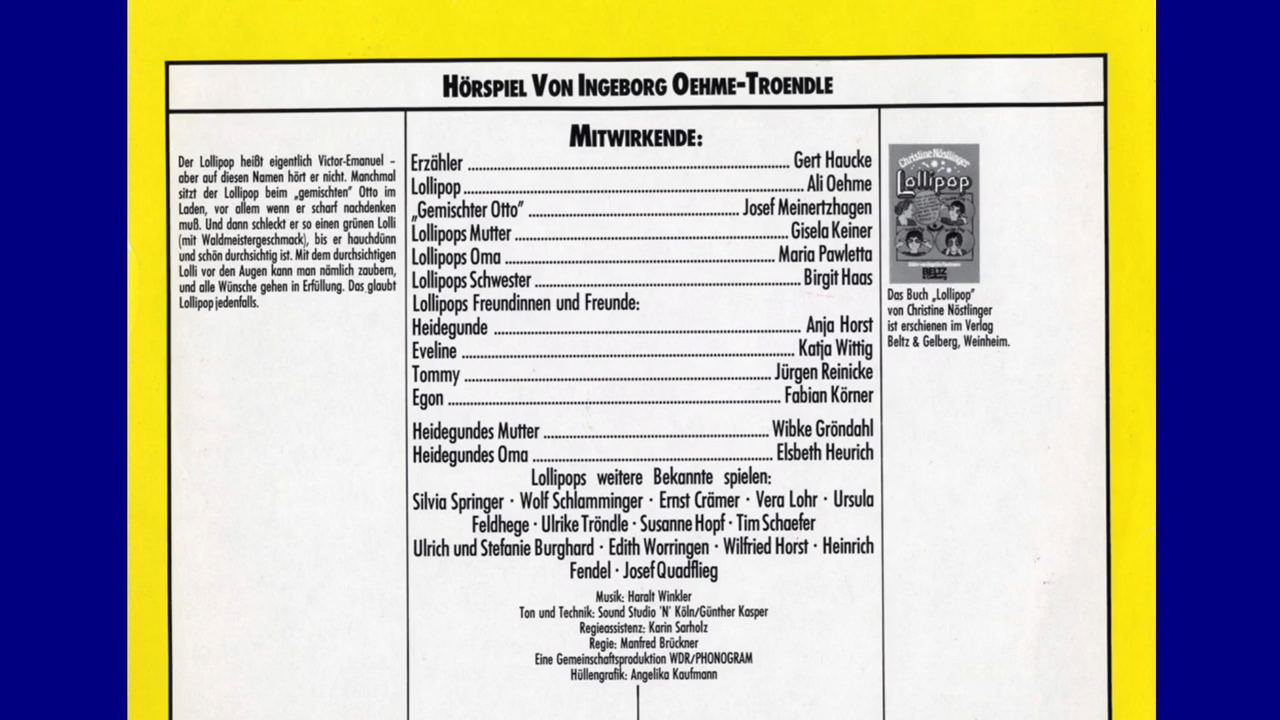 HÖRSPIEL VON INGEBORG OEHME-TROENDLE
Der Lollipop heißt eigentlich Victor-Emanuel –
aber auf diesen Namen hört er nicht. Manchmal
sitzt der Lollipop beim „gemischten“ Otto im
Laden, vor allem wenn er scharf nachdenken
muß. Und dann schleckt er so einen grünen Lolli
(mit Waldmeistergeschmack), bis er hauchdünn
und schön durchsichtig ist. Mit dem durchsichtigen
Lolli vor den Augen kann man nämlich zaubern,
und alle Wünsche gehen in Erfüllung. Das glaubt
Lollipop jedenfalls.
MITWIRKENDE:
Erzähler ........ Gert Haucke
Lollipop ........ Ali Oehme
„Gemischter Otto“ ........ Josef Meinertzhagen
Lollipops Mutter ........ Gisela Keiner
Lollipops Oma ........ Maria Pawletta
Lollipops Schwester ........ Birgit Haas
Lollipops Freundinnen und Freunde:
Heidegunde ........ Anja Horst
Eveline ........ Katja Wittig
Tommy ........ Jürgen Reinicke
Egon ........ Fabian Körner
Heidegundes Mutter ........ Wibke Gröndahl
Heidegundes Oma ........ Elsbeth Heurich
Lollipops weitere Bekannte spielen:
Silvia Springer · Wolf Schlamminger · Ernst Crämer · Vera Lohr · Ursula
Feldhege · Ulrike Tröndle · Susanne Hopf · Tim Schaefer
Ulrich und Stefanie Burghard · Edith Worringen · Wilfried Horst · Heinrich
Fendel · Josef Quadflieg
Musik: Haralt Winkler
Ton und Technik: Sound Studio 'N' Köln/Günther Kasper
Regieassistenz: Karin Sarholz
Regie: Manfred Brückner
Eine Gemeinschaftsproduktion WDR/PHONOGRAM
Hüllengrafik: Angelika Kaufmann
Christine Nöstlinger
Lollipop
BELTZ
Das Buch „Lollipop“
von Christine Nöstlinger
ist erschienen im Verlag
Beltz & Gelberg, Weinheim.